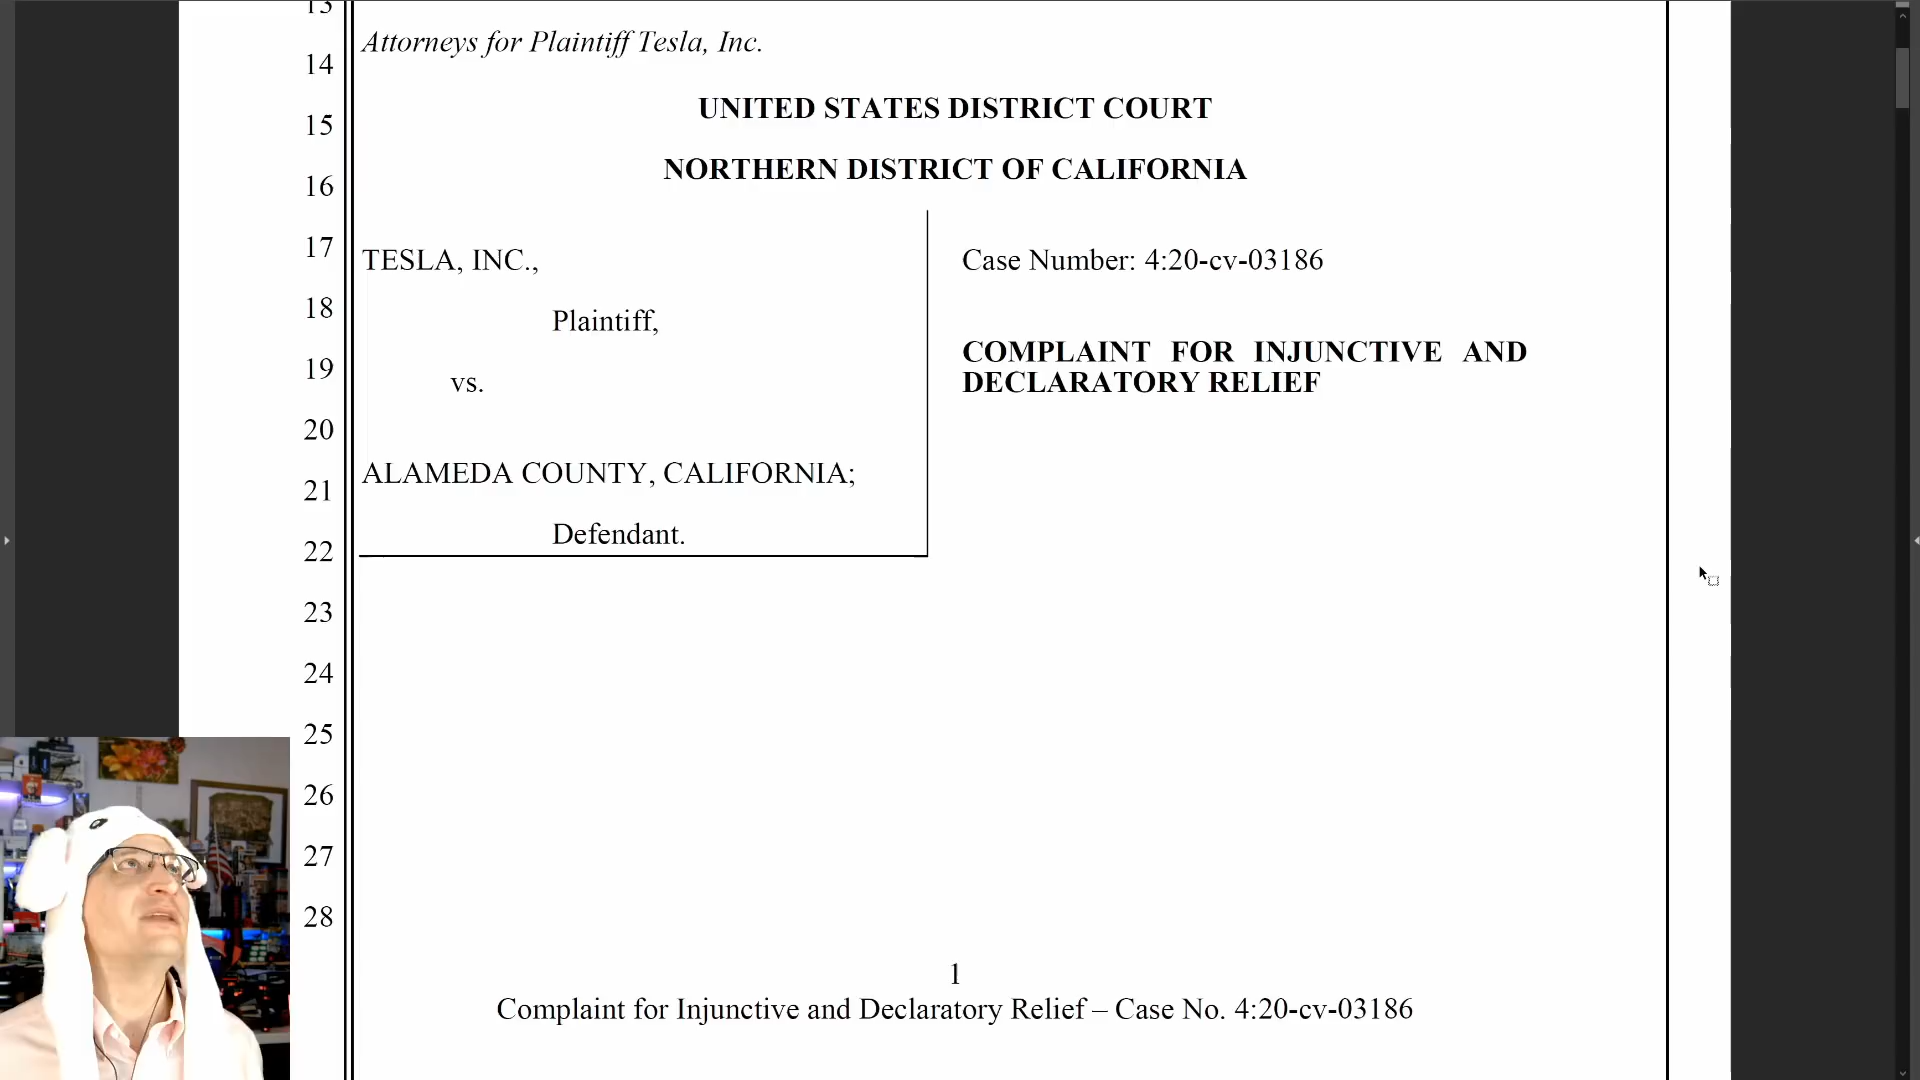 13
Attorneys for Plaintiff Tesla, Inc.
14
UNITED STATES DISTRICT COURT
15
NORTHERN DISTRICT OF CALIFORNIA
16
17
TESLA, INC.,
Case Number: 4:20-cv-03186
18
Plaintiff,
COMPLAINT FOR INJUNCTIVE AND
19
vs.
DECLARATORY RELIEF
20
ALAMEDA COUNTY, CALIFORNIA;
21
Defendant.
22
23
24
25
26
27
28
1
Complaint for Injunctive and Declaratory Relief – Case No. 4:20-cv-03186